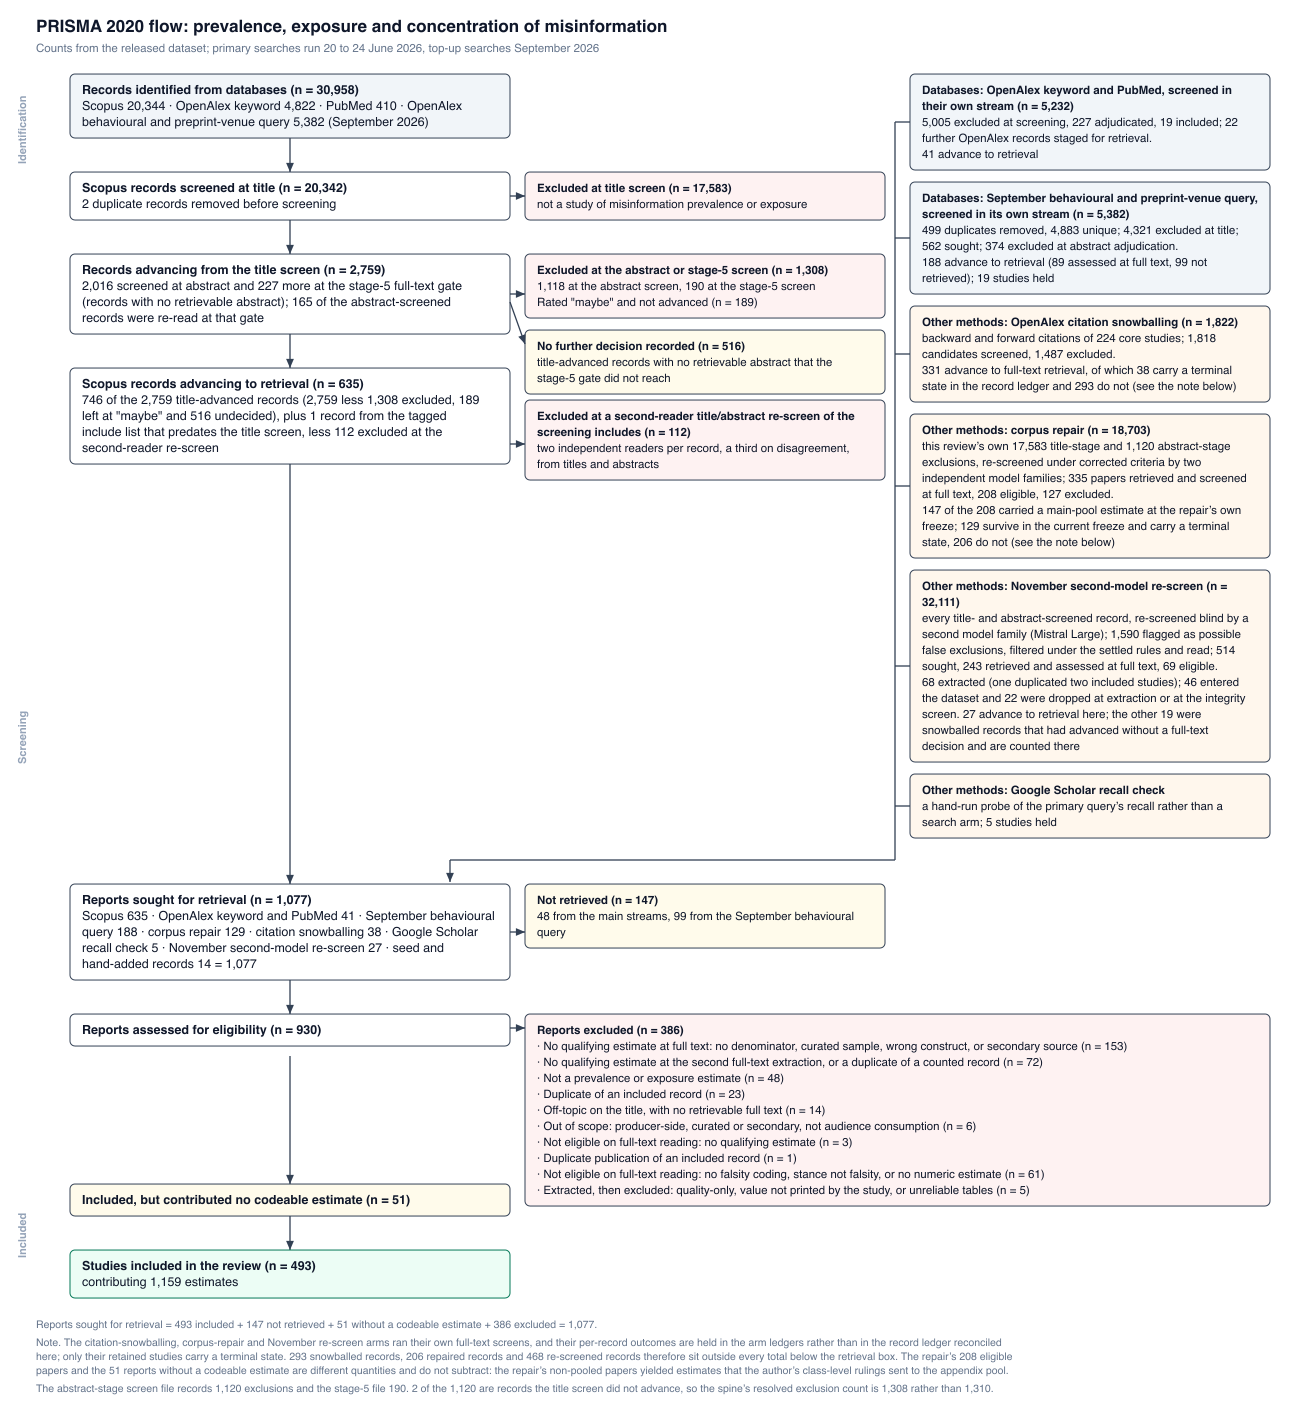 PRISMA 2020 flow: prevalence, exposure and concentration of misinformation
Counts from the released dataset; primary searches run 20 to 24 June 2026, top-up searches September 2026
Identification
Records identified from databases (n = 30,958)
Scopus 20,344 · OpenAlex keyword 4,822 · PubMed 410 · OpenAlex
behavioural and preprint-venue query 5,382 (September 2026)
Scopus records screened at title (n = 20,342)
2 duplicate records removed before screening
Excluded at title screen (n = 17,583)
not a study of misinformation prevalence or exposure
Records advancing from the title screen (n = 2,759)
2,016 screened at abstract and 227 more at the stage-5 full-text gate
(records with no retrievable abstract); 165 of the abstract-screened
records were re-read at that gate
Excluded at the abstract or stage-5 screen (n = 1,308)
1,118 at the abstract screen, 190 at the stage-5 screen
Rated "maybe" and not advanced (n = 189)
No further decision recorded (n = 516)
title-advanced records with no retrievable abstract that the
stage-5 gate did not reach
Scopus records advancing to retrieval (n = 635)
746 of the 2,759 title-advanced records (2,759 less 1,308 excluded, 189
left at "maybe" and 516 undecided), plus 1 record from the tagged
include list that predates the title screen, less 112 excluded at the
second-reader re-screen
Excluded at a second-reader title/abstract re-screen of the
screening includes (n = 112)
two independent readers per record, a third on disagreement,
from titles and abstracts
Databases: OpenAlex keyword and PubMed, screened in
their own stream (n = 5,232)
5,005 excluded at screening, 227 adjudicated, 19 included; 22
further OpenAlex records staged for retrieval.
41 advance to retrieval
Databases: September behavioural and preprint-venue query,
screened in its own stream (n = 5,382)
499 duplicates removed, 4,883 unique; 4,321 excluded at title;
562 sought; 374 excluded at abstract adjudication.
188 advance to retrieval (89 assessed at full text, 99 not
retrieved); 19 studies held
Other methods: OpenAlex citation snowballing (n = 1,822)
backward and forward citations of 224 core studies; 1,818
candidates screened, 1,487 excluded.
331 advance to full-text retrieval, of which 38 carry a terminal
state in the record ledger and 293 do not (see the note below)
Other methods: corpus repair (n = 18,703)
this review's own 17,583 title-stage and 1,120 abstract-stage
exclusions, re-screened under corrected criteria by two
independent model families; 335 papers retrieved and screened
at full text, 208 eligible, 127 excluded.
147 of the 208 carried a main-pool estimate at the repair's own
freeze; 129 survive in the current freeze and carry a terminal
state, 206 do not (see the note below)
Other methods: November second-model re-screen (n =
32,111)
every title- and abstract-screened record, re-screened blind by a
second model family (Mistral Large); 1,590 flagged as possible
false exclusions, filtered under the settled rules and read; 514
sought, 243 retrieved and assessed at full text, 69 eligible.
68 extracted (one duplicated two included studies); 46 entered
the dataset and 22 were dropped at extraction or at the integrity
screen. 27 advance to retrieval here; the other 19 were
snowballed records that had advanced without a full-text
decision and are counted there
Other methods: Google Scholar recall check
a hand-run probe of the primary query's recall rather than a
search arm; 5 studies held
Screening
Reports sought for retrieval (n = 1,077)
Scopus 635 · OpenAlex keyword and PubMed 41 · September behavioural
query 188 · corpus repair 129 · citation snowballing 38 · Google Scholar
recall check 5 · November second-model re-screen 27 · seed and
hand-added records 14 = 1,077
Not retrieved (n = 147)
48 from the main streams, 99 from the September behavioural
query
Reports assessed for eligibility (n = 930)
Reports excluded (n = 386)
· No qualifying estimate at full text: no denominator, curated sample, wrong construct, or secondary source (n = 153)
· No qualifying estimate at the second full-text extraction, or a duplicate of a counted record (n = 72)
· Not a prevalence or exposure estimate (n = 48)
· Duplicate of an included record (n = 23)
· Off-topic on the title, with no retrievable full text (n = 14)
· Out of scope: producer-side, curated or secondary, not audience consumption (n = 6)
· Not eligible on full-text reading: no qualifying estimate (n = 3)
· Duplicate publication of an included record (n = 1)
· Not eligible on full-text reading: no falsity coding, stance not falsity, or no numeric estimate (n = 61)
· Extracted, then excluded: quality-only, value not printed by the study, or unreliable tables (n = 5)
Included
Included, but contributed no codeable estimate (n = 51)
Studies included in the review (n = 493)
contributing 1,159 estimates
Reports sought for retrieval = 493 included + 147 not retrieved + 51 without a codeable estimate + 386 excluded = 1,077.
Note. The citation-snowballing, corpus-repair and November re-screen arms ran their own full-text screens, and their per-record outcomes are held in the arm ledgers rather than in the record ledger reconciled
here; only their retained studies carry a terminal state. 293 snowballed records, 206 repaired records and 468 re-screened records therefore sit outside every total below the retrieval box. The repair's 208 eligible
papers and the 51 reports without a codeable estimate are different quantities and do not subtract: the repair's non-pooled papers yielded estimates that the author's class-level rulings sent to the appendix pool.
The abstract-stage screen file records 1,120 exclusions and the stage-5 file 190. 2 of the 1,120 are records the title screen did not advance, so the spine's resolved exclusion count is 1,308 rather than 1,310.